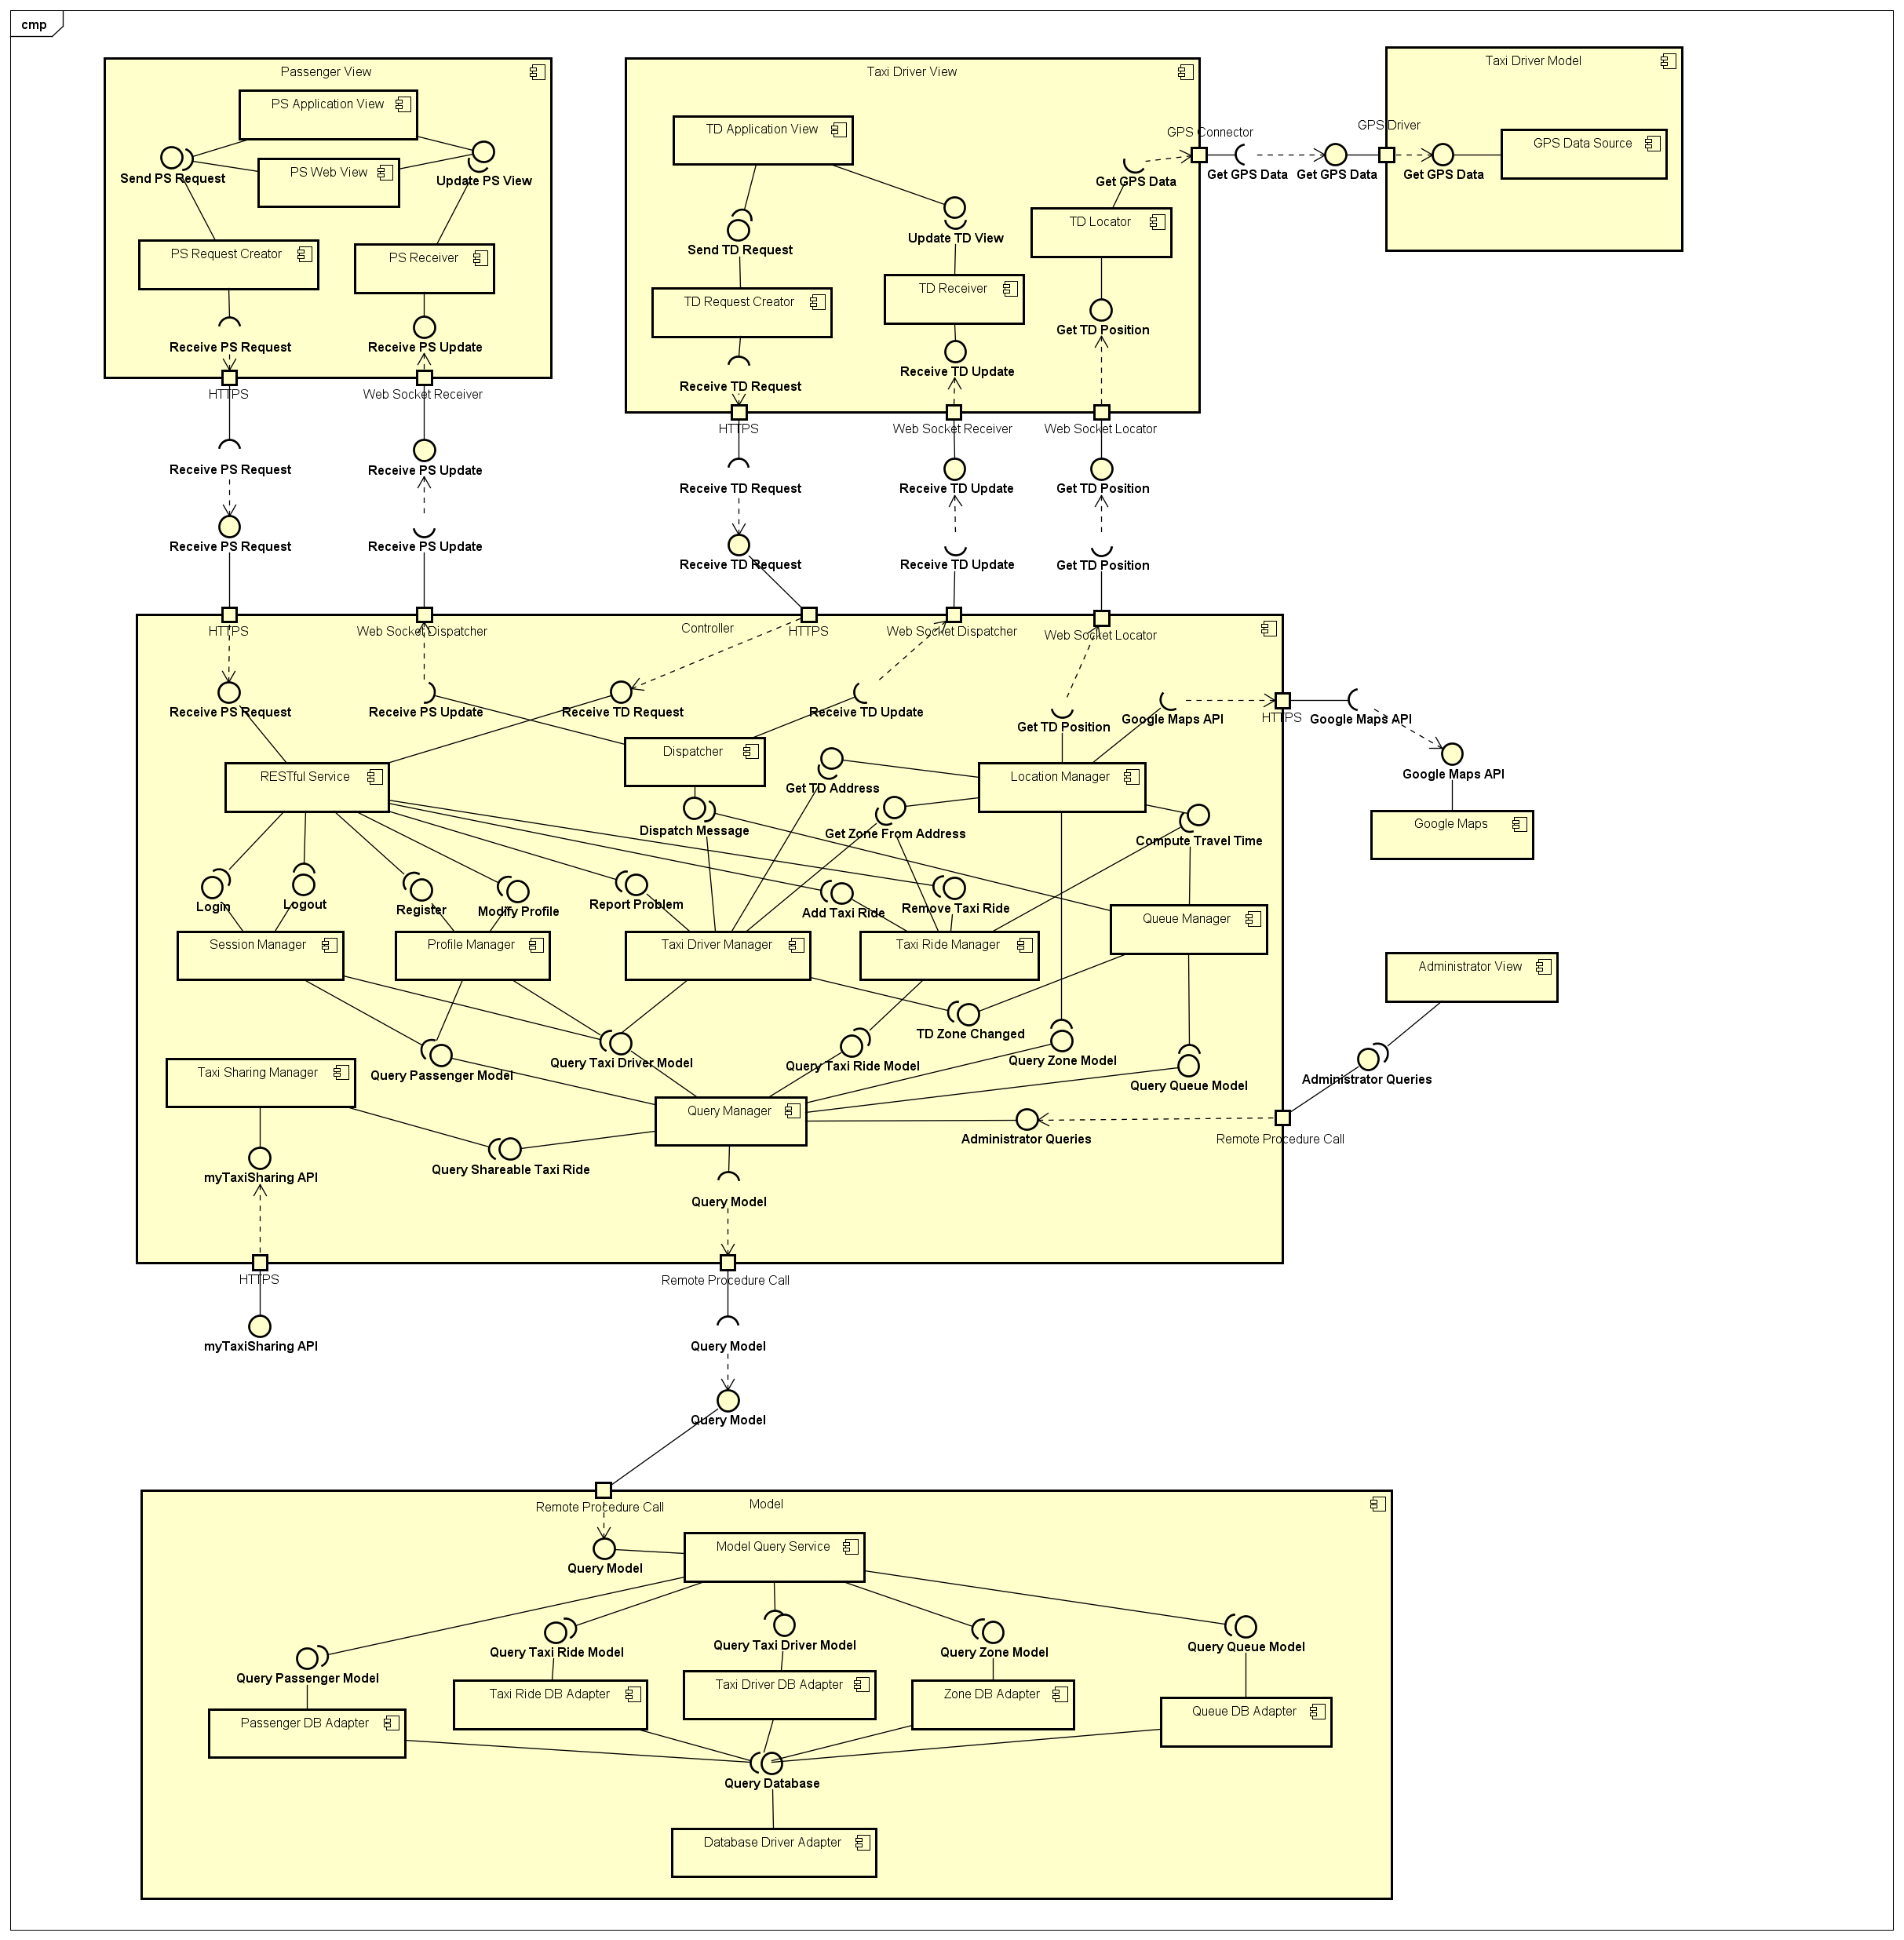 cmp
Passenger View
PS Application View
Send PS Request
PS Web View
Update PS View
PS Request Creator
PS Receiver
Receive PS Request
Receive PS Update
HTTPS
Web Socket Receiver
Receive PS Request
Receive PS Update
Receive PS Request
Receive PS Update
Taxi Driver View
TD Application View
GPS Connector
Get GPS Data
Send TD Request
Update TD View
TD Locator
TD Request Creator
TD Receiver
Get TD Position
Receive TD Request
Receive TD Update
HTTPS
Web Socket Receiver
Web Socket Locator
Receive TD Request
Receive TD Update
Get TD Position
Receive TD Request
Receive TD Update
Get TD Position
Get GPS Data
Get GPS Data
Taxi Driver Model
GPS Driver
GPS Data Source
Get GPS Data
HTTPS
Web Socket Dispatcher
Controller
HTTPS
Web Socket Dispatcher
Web Socket Locator
Receive PS Request
Receive PS Update
Receive TD Request
Receive TD Update
Get TD Position
Google Maps API
HTTPS
Google Maps API
Google Maps API
Google Maps
RESTful Service
Dispatcher
Get TD Address
Location Manager
Dispatch Message
Get Zone From Address
Compute Travel Time
Login
Logout
Register
Modify Profile
Report Problem
Add Taxi Ride
Remove Taxi Ride
Queue Manager
Session Manager
Profile Manager
Taxi Driver Manager
Taxi Ride Manager
Administrator View
TD Zone Changed
Query Passenger Model
Query Taxi Driver Model
Query Taxi Ride Model
Query Zone Model
Query Queue Model
Administrator Queries
Taxi Sharing Manager
Query Manager
Administrator Queries
Remote Procedure Call
myTaxiSharing API
Query Shareable Taxi Ride
Query Model
HTTPS
Remote Procedure Call
myTaxiSharing API
Query Model
Query Model
Remote Procedure Call
Model
Query Model
Model Query Service
Query Passenger Model
Query Taxi Ride Model
Query Taxi Driver Model
Query Zone Model
Query Queue Model
Passenger DB Adapter
Taxi Ride DB Adapter
Taxi Driver DB Adapter
Zone DB Adapter
Queue DB Adapter
Query Database
Database Driver Adapter